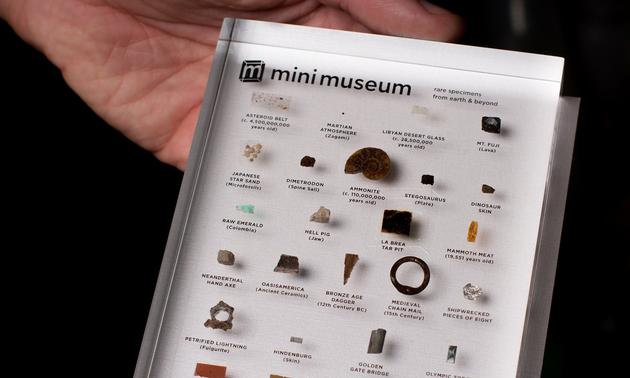 m minimuseum
rare specimens
from earth & beyond
ASTEROID BELT
(c. 4,500,000,000
years old)
MARTIAN
ATMOSPHERE
(Zagami)
LIBYAN DESERT GLASS
(c. 28,500,000
years old)
MT. FUJI
(Lava)
JAPANESE
STAR SAND
(Microfossils)
DIMETRODON
(Spine Sail)
AMMONITE
(c. 110,000,000
years old)
STEGOSAURUS
(Plate)
DINOSAUR
SKIN
RAW EMERALD
(Colombia)
HELL PIG
(Jaw)
LA BREA
TAR PIT
MAMMOTH MEAT
(19,551 years old)
NEANDERTHAL
HAND AXE
OASISAMERICA
(Ancient Ceramics)
BRONZE AGE
DAGGER
(12th Century BC)
MEDIEVAL
CHAIN MAIL
(15th Century)
SHIPWRECKED
PIECES OF EIGHT
PETRIFIED LIGHTNING
(Fulgurite)
HINDENBURG
(Skin)
GOLDEN
GATE BRIDGE
OLYMPIC